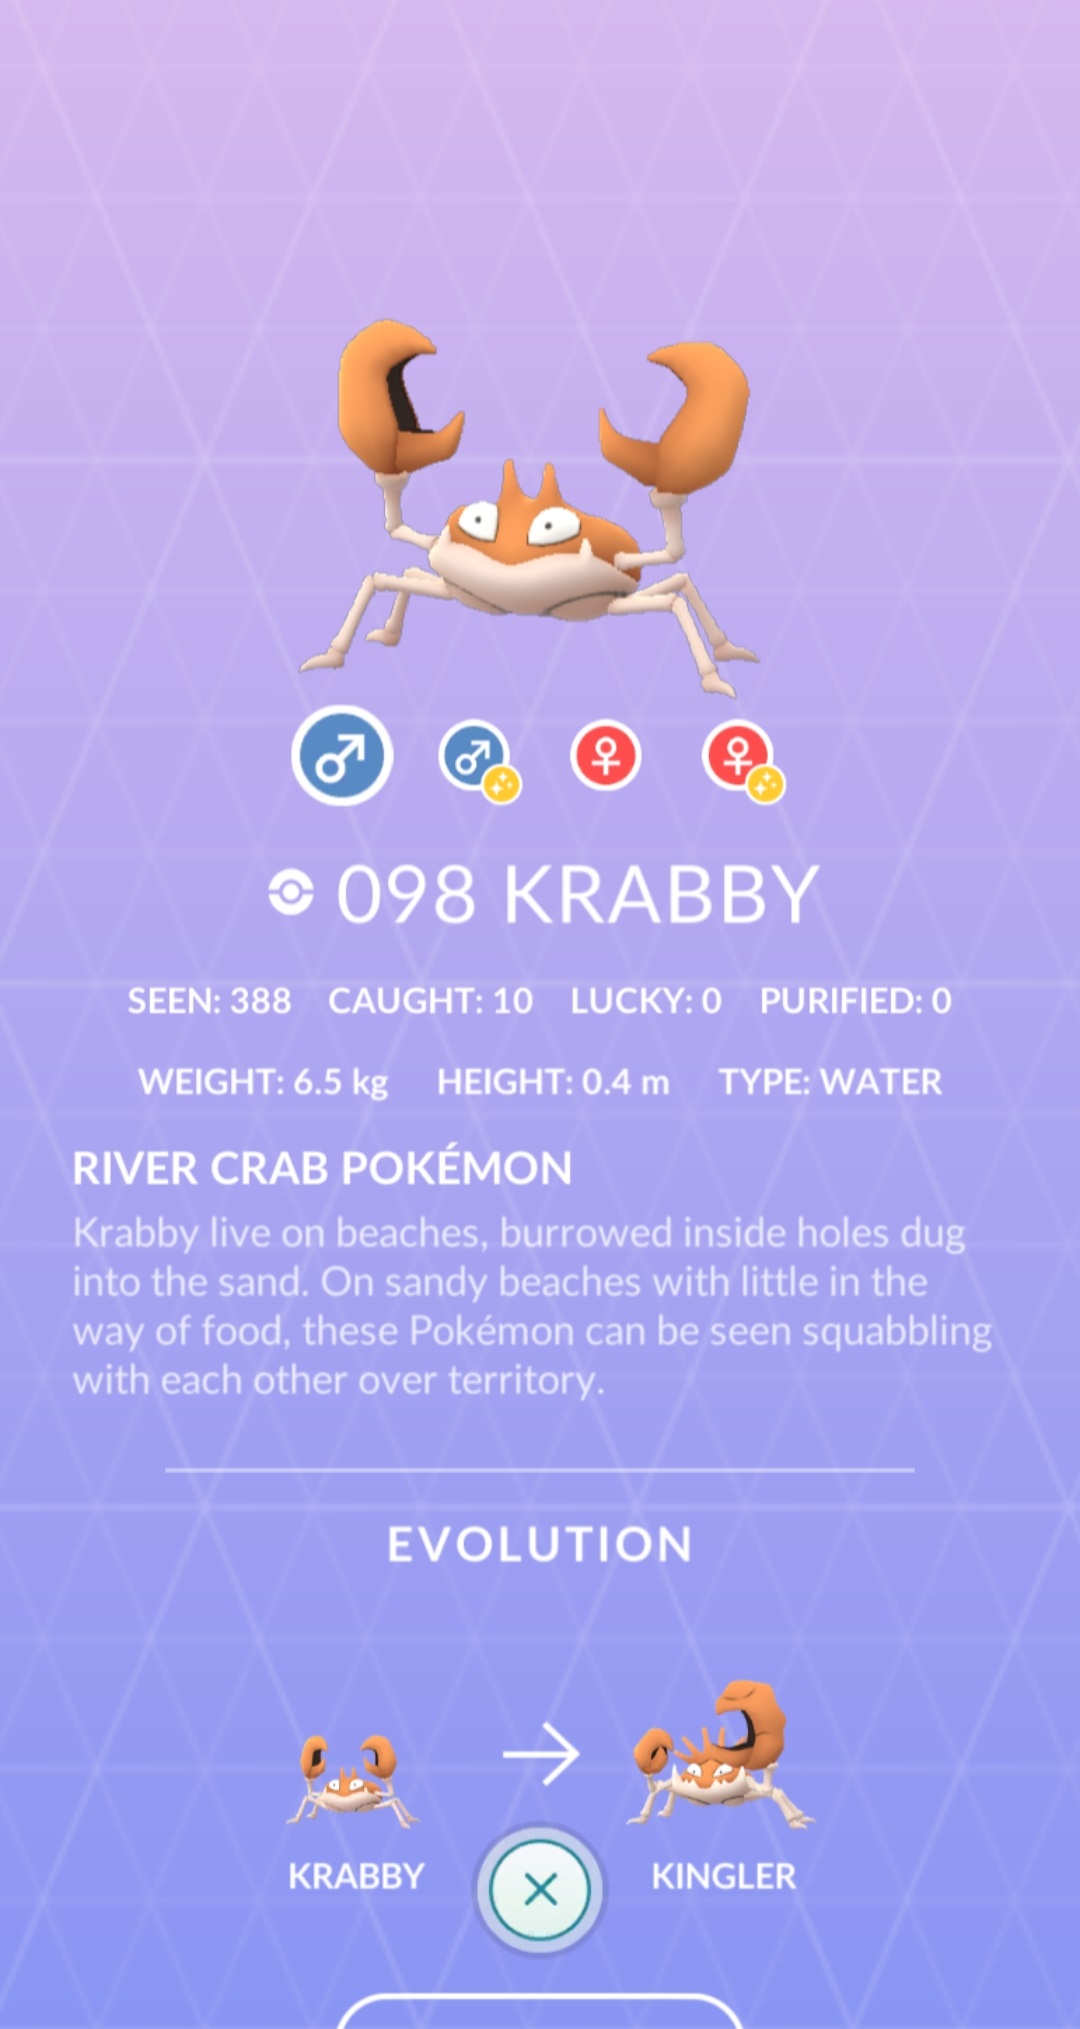 098 KRABBY
SEEN: 388 CAUGHT: 10 LUCKY: 0 PURIFIED: 0
WEIGHT: 6.5 kg HEIGHT: 0.4 m TYPE: WATER
RIVER CRAB POKÉMON
Krabby live on beaches, burrowed inside holes dug
into the sand. On sandy beaches with little in the
way of food, these Pokémon can be seen squabbling
with each other over territory.
EVOLUTION
KRABBY KINGLER